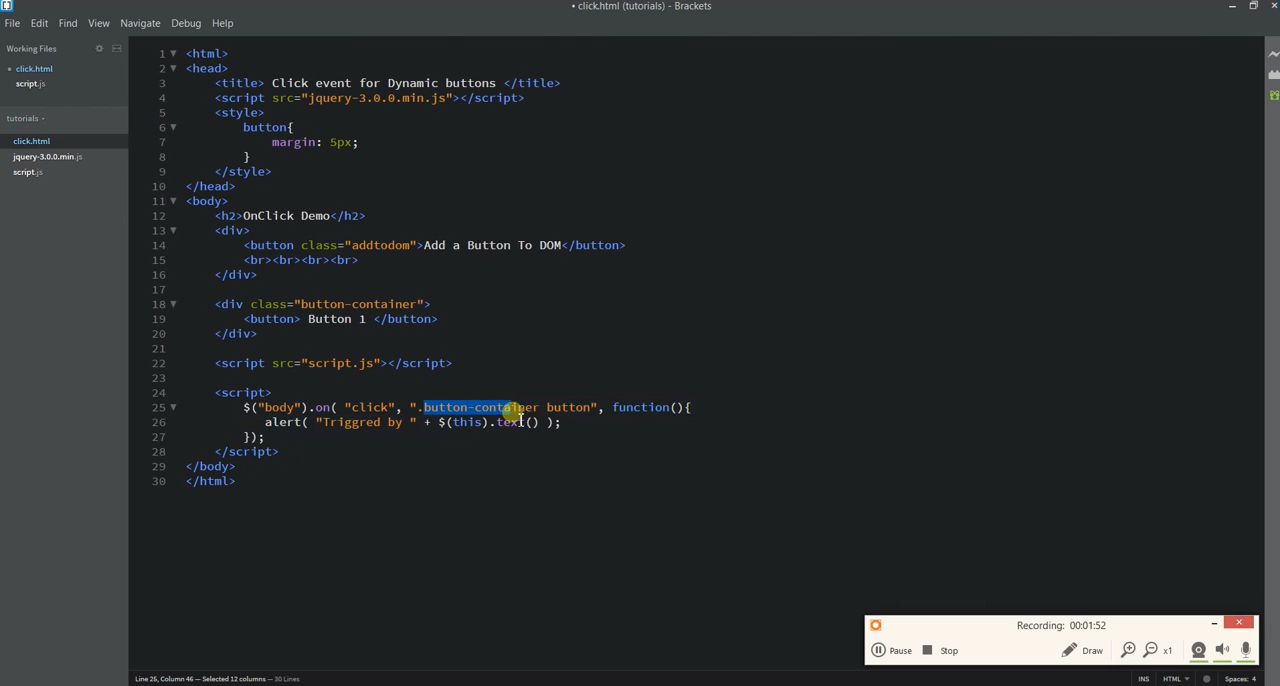 • click.html (tutorials) - Brackets
File Edit Find View Navigate Debug Help
Working Files
• click.html
script.js
tutorials
click.html
jquery-3.0.0.min.js
script.js
1 <html>
2 <head>
3 <title> Click event for Dynamic buttons </title>
4 <script src="jquery-3.0.0.min.js"></script>
5 <style>
6 button{
7 margin: 5px;
8 }
9 </style>
10 </head>
11 <body>
12 <h2>OnClick Demo</h2>
13 <div>
14 <button class="addtodom">Add a Button To DOM</button>
15 <br><br><br><br>
16 </div>
17
18 <div class="button-container">
19 <button> Button 1 </button>
20 </div>
21
22 <script src="script.js"></script>
23
24 <script>
25 $("body").on( "click", ".button-container button", function(){
26 alert( "Triggred by " + $(this).text() );
27 });
28 </script>
29 </body>
30 </html>
Recording: 00:01:52
Pause Stop Draw x1
Line 25, Column 46 — Selected 12 columns — 30 Lines
INS HTML Spaces: 4